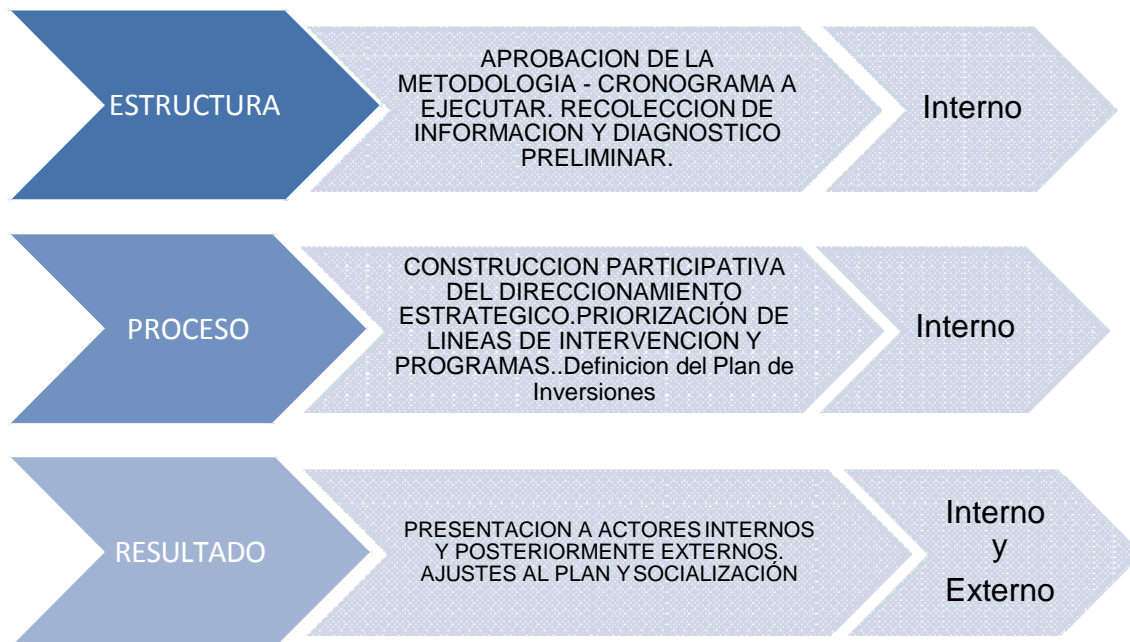 ESTRUCTURA
APROBACION DE LA
METODOLOGIA - CRONOGRAMA A
EJECUTAR. RECOLECCION DE
INFORMACION Y DIAGNOSTICO
PRELIMINAR.
Interno
PROCESO
CONSTRUCCION PARTICIPATIVA
DEL DIRECCIONAMIENTO
ESTRATEGICO.PRIORIZACIÓN DE
LINEAS DE INTERVENCION Y
PROGRAMAS..Definicion del Plan de
Inversiones
Interno
RESULTADO
PRESENTACION A ACTORES INTERNOS
Y POSTERIORMENTE EXTERNOS.
AJUSTES AL PLAN Y SOCIALIZACIÓN
Interno
y
Externo